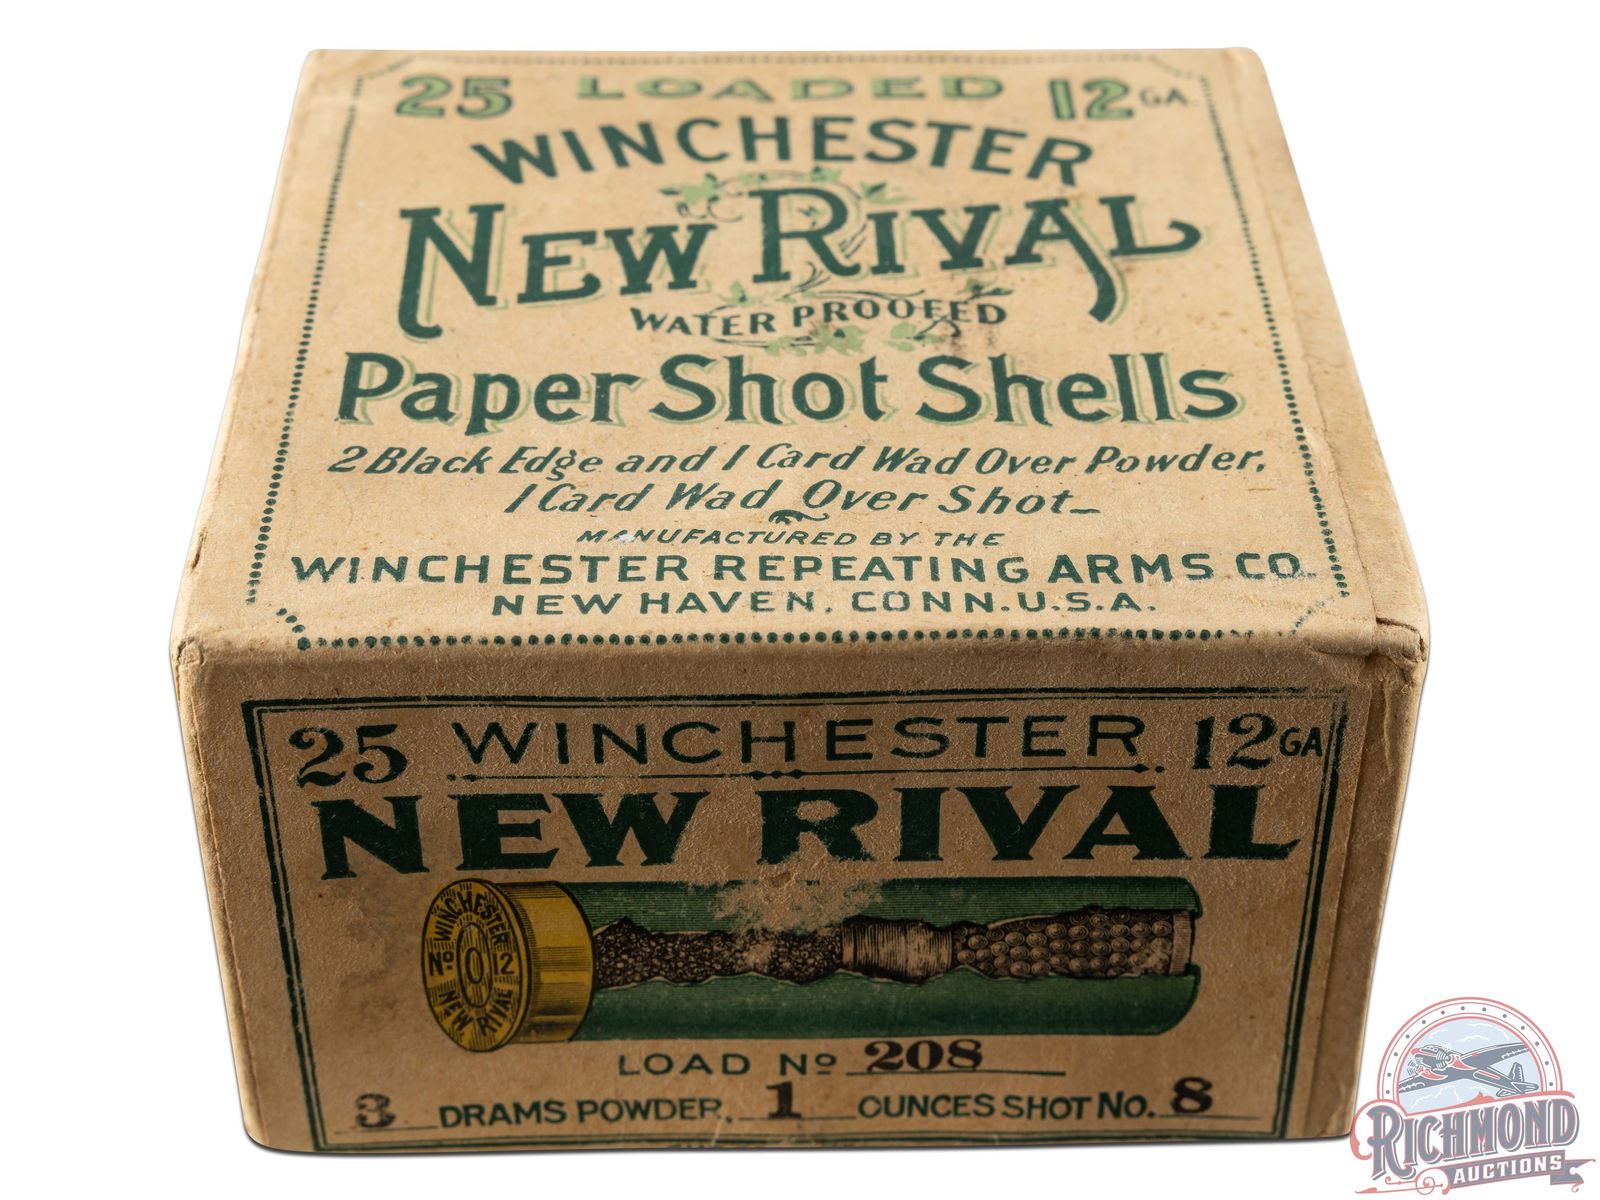 25 LOADED 12 GA.
WINCHESTER
NEW RIVAL
WATER PROOFED
Paper Shot Shells
2 Black Edge and 1 Card Wad Over Powder,
1 Card Wad Over Shot
MANUFACTURED BY THE
WINCHESTER REPEATING ARMS CO.
NEW HAVEN, CONN. U.S.A.
25 WINCHESTER 12 GA
NEW RIVAL
WINCHESTER
No 12
NEW RIVAL
LOAD No 208
3 DRAMS POWDER, 1 OUNCES SHOT No. 8
RICHMOND
AUCTIONS